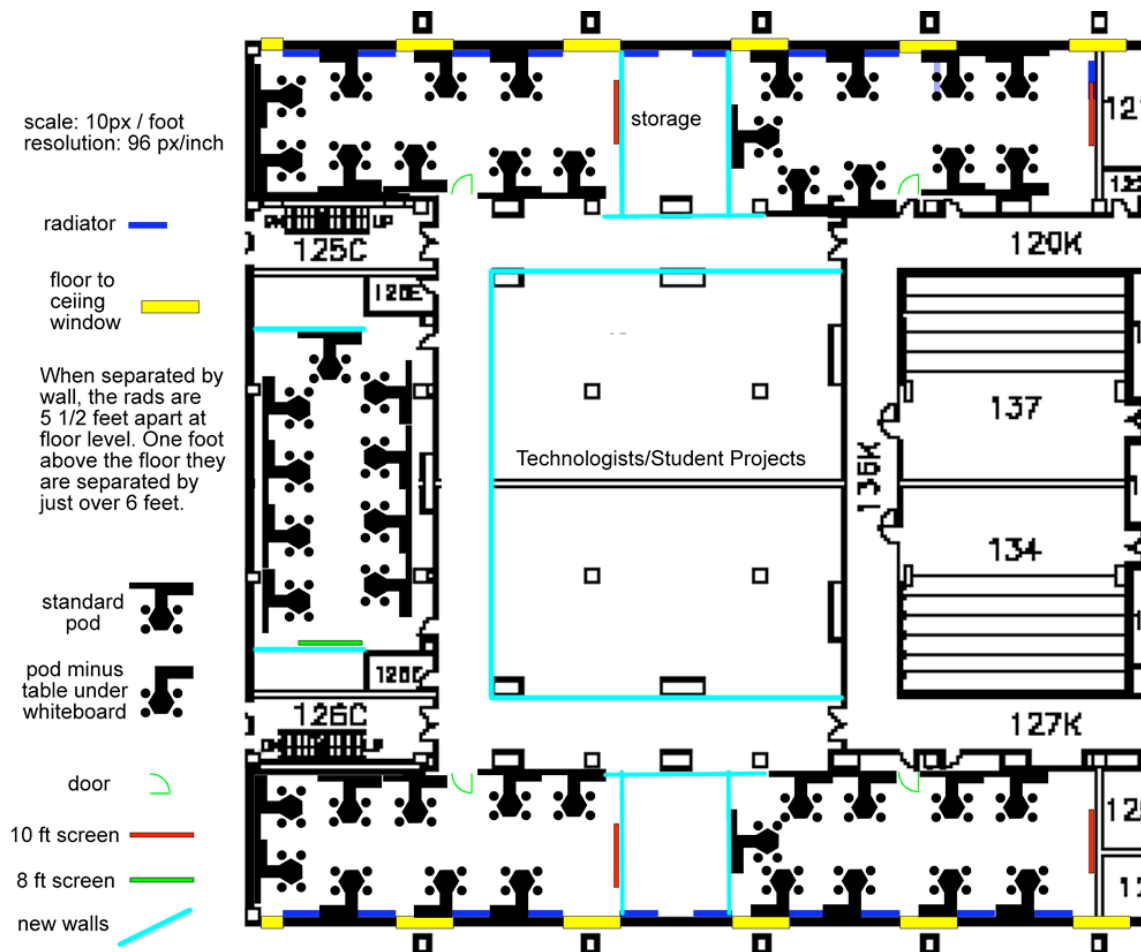 scale: 10px / foot
resolution: 96 px/inch
radiator
floor to
ceiing
window
When separated by
wall, the rads are
5 1/2 feet apart at
floor level. One foot
above the floor they
are separated by
just over 6 feet.
standard
pod
pod minus
table under
whiteboard
door
10 ft screen
8 ft screen
new walls
storage
UP
125C
120K
137
Technologists/Student Projects
136K
134
126C
127K